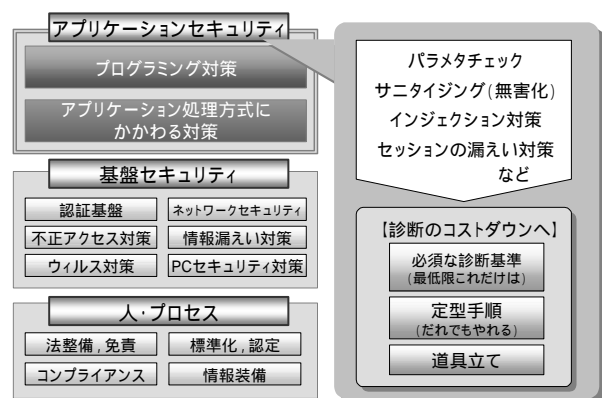 アプリケーションセキュリティ
プログラミング対策
アプリケーション処理方式に
かかわる対策
基盤セキュリティ
認証基盤
ネットワークセキュリティ
不正アクセス対策
情報漏えい対策
ウィルス対策
PCセキュリティ対策
人・プロセス
法整備,免責
標準化,認定
コンプライアンス
情報装備
パラメタチェック
サニタイジング(無害化)
インジェクション対策
セッションの漏えい対策
など
【診断のコストダウンへ】
必須な診断基準
(最低限これだけは)
定型手順
(だれでもやれる)
道具立て